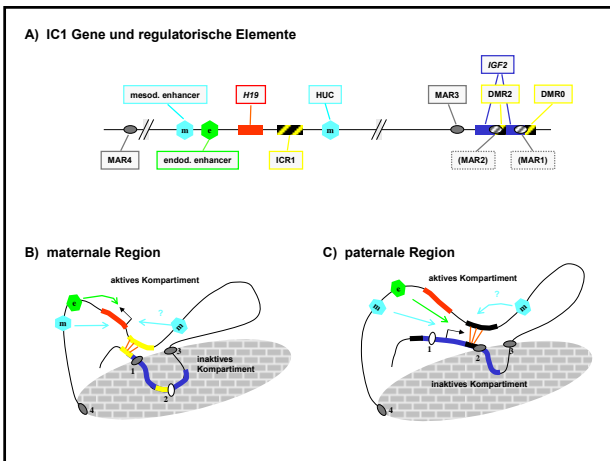 A) IC1 Gene und regulatorische Elemente
IGF2
mesod. enhancer
H19
HUC
MAR3
DMR2
DMR0
m
e
m
MAR4
endod. enhancer
ICR1
(MAR2)
(MAR1)
B) maternale Region
aktives Kompartiment
e
m
?
m
3
1
inaktives
Kompartiment
2
4
C) paternale Region
aktives Kompartiment
e
m
?
m
1
2
3
inaktives Kompartiment
4